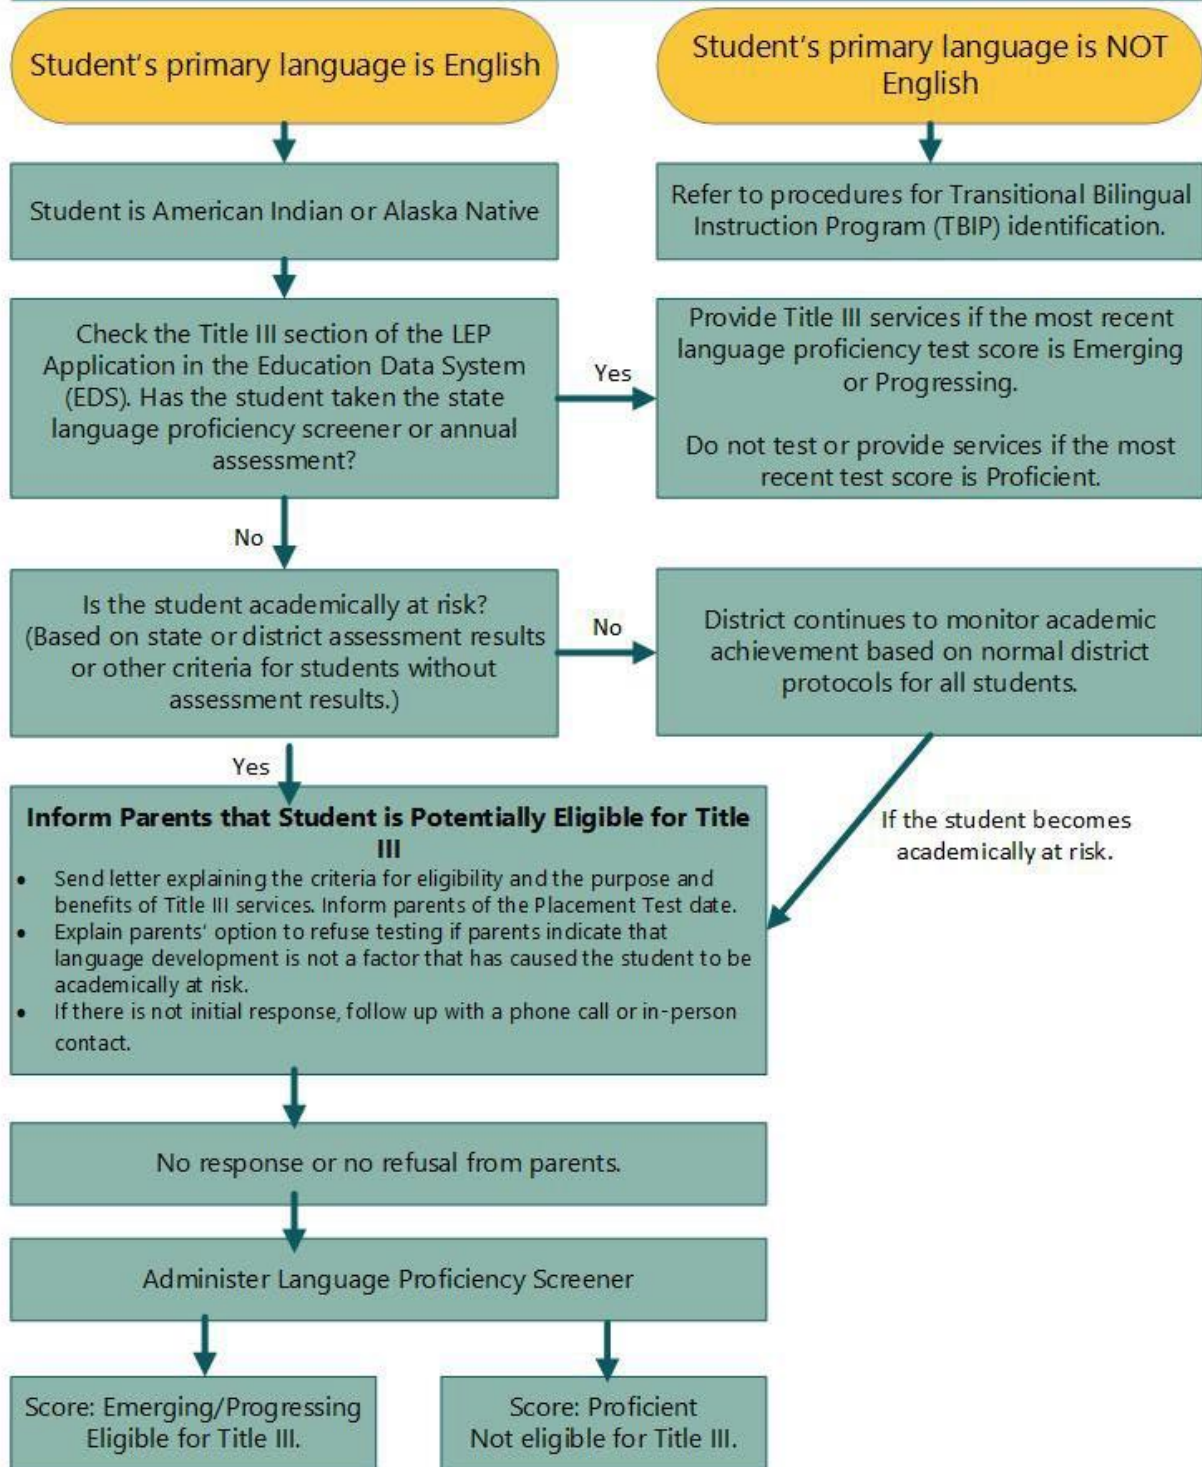 Student's primary language is English
Student's primary language is NOT
English
Student is American Indian or Alaska Native
Refer to procedures for Transitional Bilingual
Instruction Program (TBIP) identification.
Check the Title III section of the LEP
Application in the Education Data System
(EDS). Has the student taken the state
language proficiency screener or annual
assessment?
Yes
Provide Title III services if the most recent
language proficiency test score is Emerging
or Progressing.
Do not test or provide services if the most
recent test score is Proficient.
No
Is the student academically at risk?
(Based on state or district assessment results
or other criteria for students without
assessment results.)
No
District continues to monitor academic
achievement based on normal district
protocols for all students.
Yes
If the student becomes
academically at risk.
Inform Parents that Student is Potentially Eligible for Title
III
• Send letter explaining the criteria for eligibility and the purpose and
benefits of Title III services. Inform parents of the Placement Test date.
• Explain parents' option to refuse testing if parents indicate that
language development is not a factor that has caused the student to be
academically at risk.
• If there is not initial response, follow up with a phone call or in-person
contact.
No response or no refusal from parents.
Administer Language Proficiency Screener
Score: Emerging/Progressing
Eligible for Title III.
Score: Proficient
Not eligible for Title III.